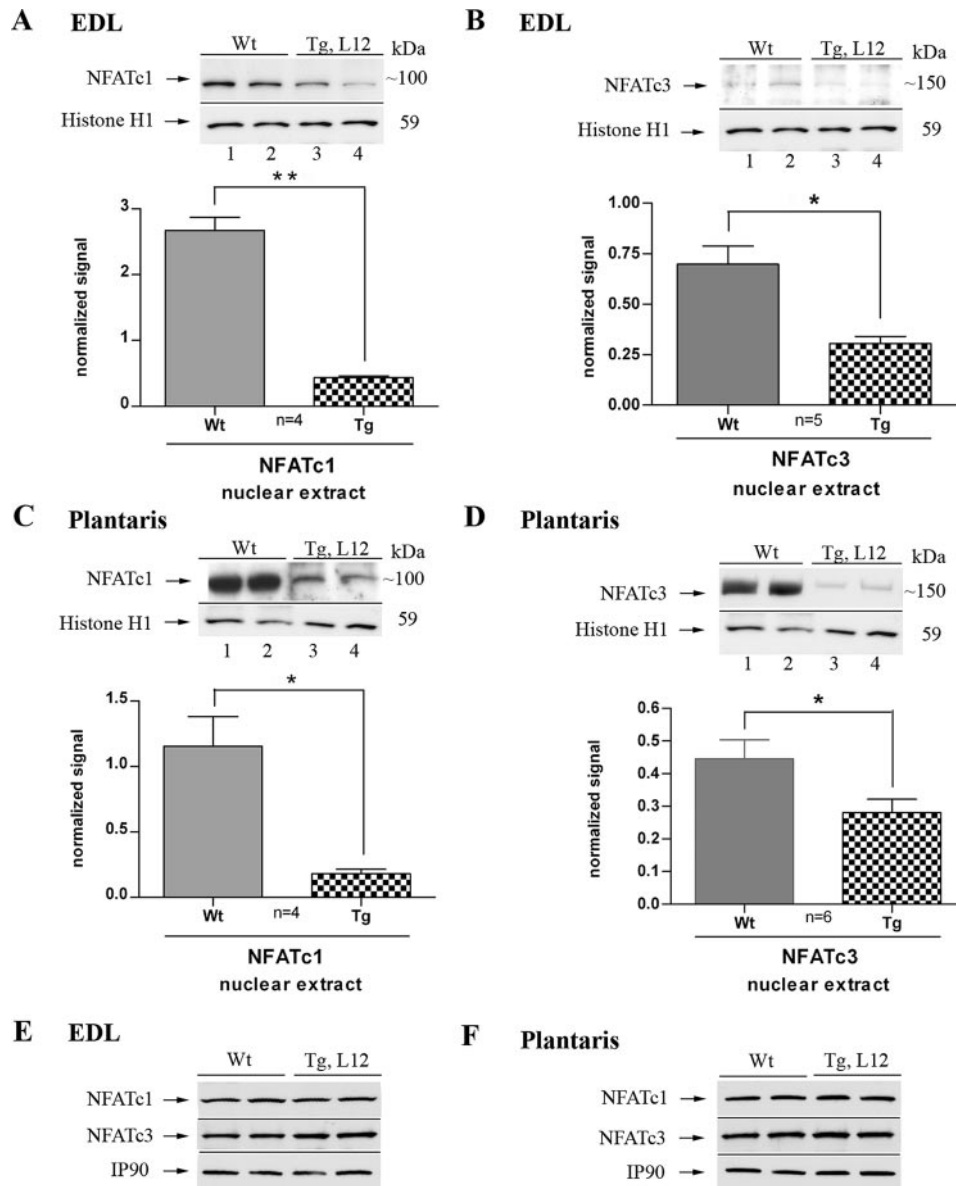 A EDL
Wt Tg, L12 kDa
NFATc1 ~100
Histone H1 59
1 2 3 4
**
3
2
1
0
normalized signal
Wt n=4 Tg
NFATc1
nuclear extract
B EDL
Wt Tg, L12 kDa
NFATc3 ~150
Histone H1 59
1 2 3 4
*
1.00
0.75
0.50
0.25
0.00
normalized signal
Wt n=5 Tg
NFATc3
nuclear extract
C Plantaris
Wt Tg, L12 kDa
NFATc1 ~100
Histone H1 59
1 2 3 4
*
1.5
1.0
0.5
0.0
normalized signal
Wt n=4 Tg
NFATc1
nuclear extract
D Plantaris
Wt Tg, L12 kDa
NFATc3 ~150
Histone H1 59
1 2 3 4
*
0.6
0.5
0.4
0.3
0.2
0.1
0.0
normalized signal
Wt n=6 Tg
NFATc3
nuclear extract
E EDL
Wt Tg, L12
NFATc1
NFATc3
IP90
F Plantaris
Wt Tg, L12
NFATc1
NFATc3
IP90